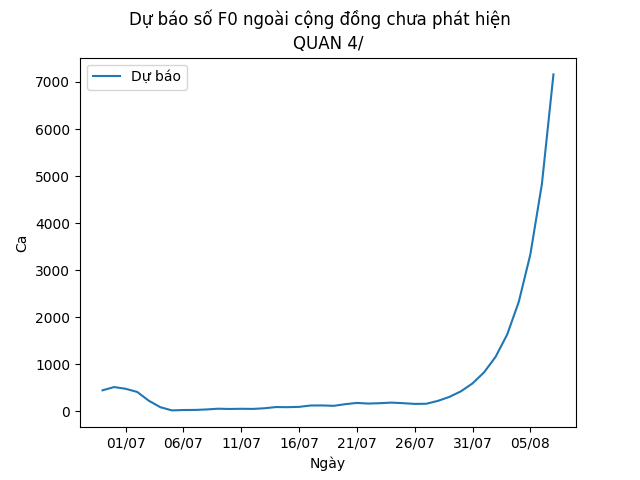 Dự báo số F0 ngoài cộng đồng chưa phát hiện
QUAN 4/
Dự báo
7000
6000
5000
4000
3000
2000
1000
0
Ca
01/07 06/07 11/07 16/07 21/07 26/07 31/07 05/08
Ngày